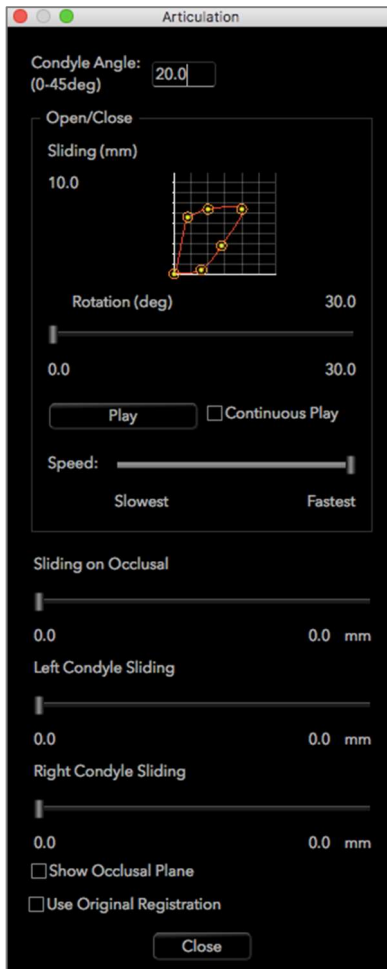 Articulation
Condyle Angle:
(0-45deg)
20.0
Open/Close
Sliding (mm)
10.0
Rotation (deg) 30.0
0.0 30.0
Play Continuous Play
Speed:
Slowest Fastest
Sliding on Occlusal
0.0 0.0 mm
Left Condyle Sliding
0.0 0.0 mm
Right Condyle Sliding
0.0 0.0 mm
Show Occlusal Plane
Use Original Registration
Close